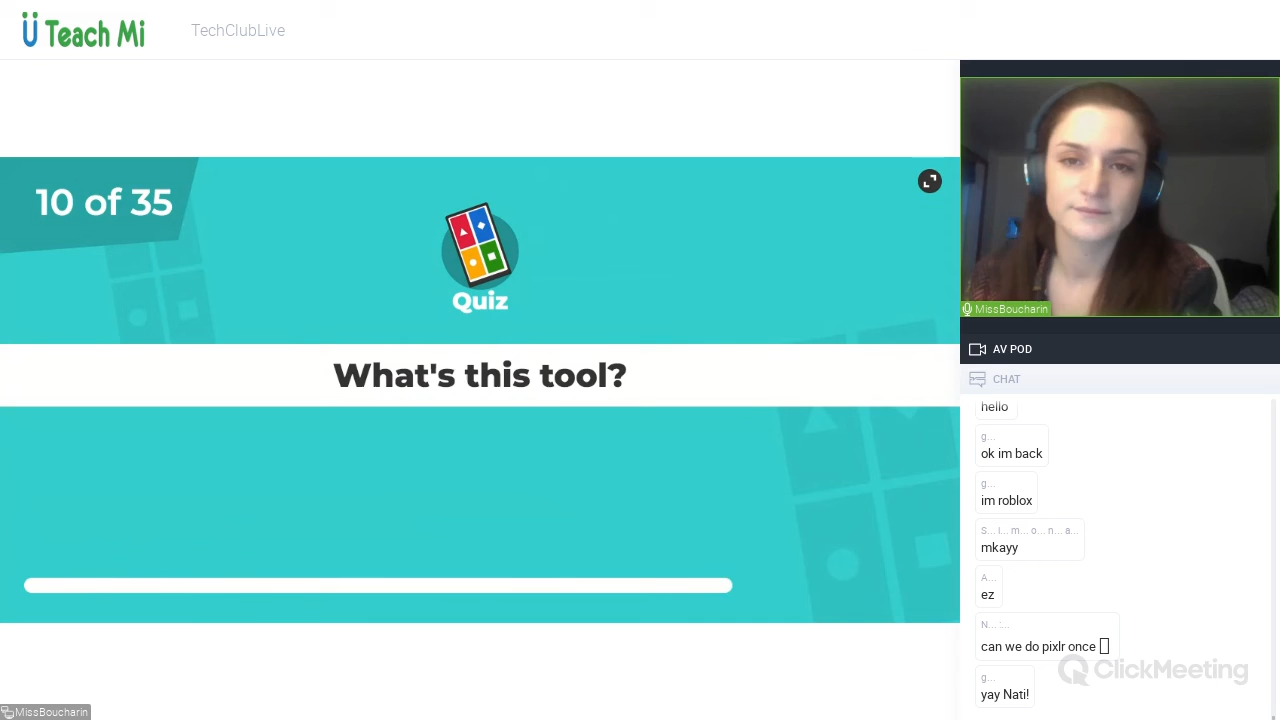 Ü Teach Mi
TechClubLive
10 of 35
Quiz
What's this tool?
MissBoucharin
AV POD
CHAT
hello
g...
ok im back
g...
im roblox
S... i... m... o... n... a...
mkayy
A...
ez
N... :...
can we do pixlr once
g...
yay Nati!
ClickMeeting
MissBoucharin